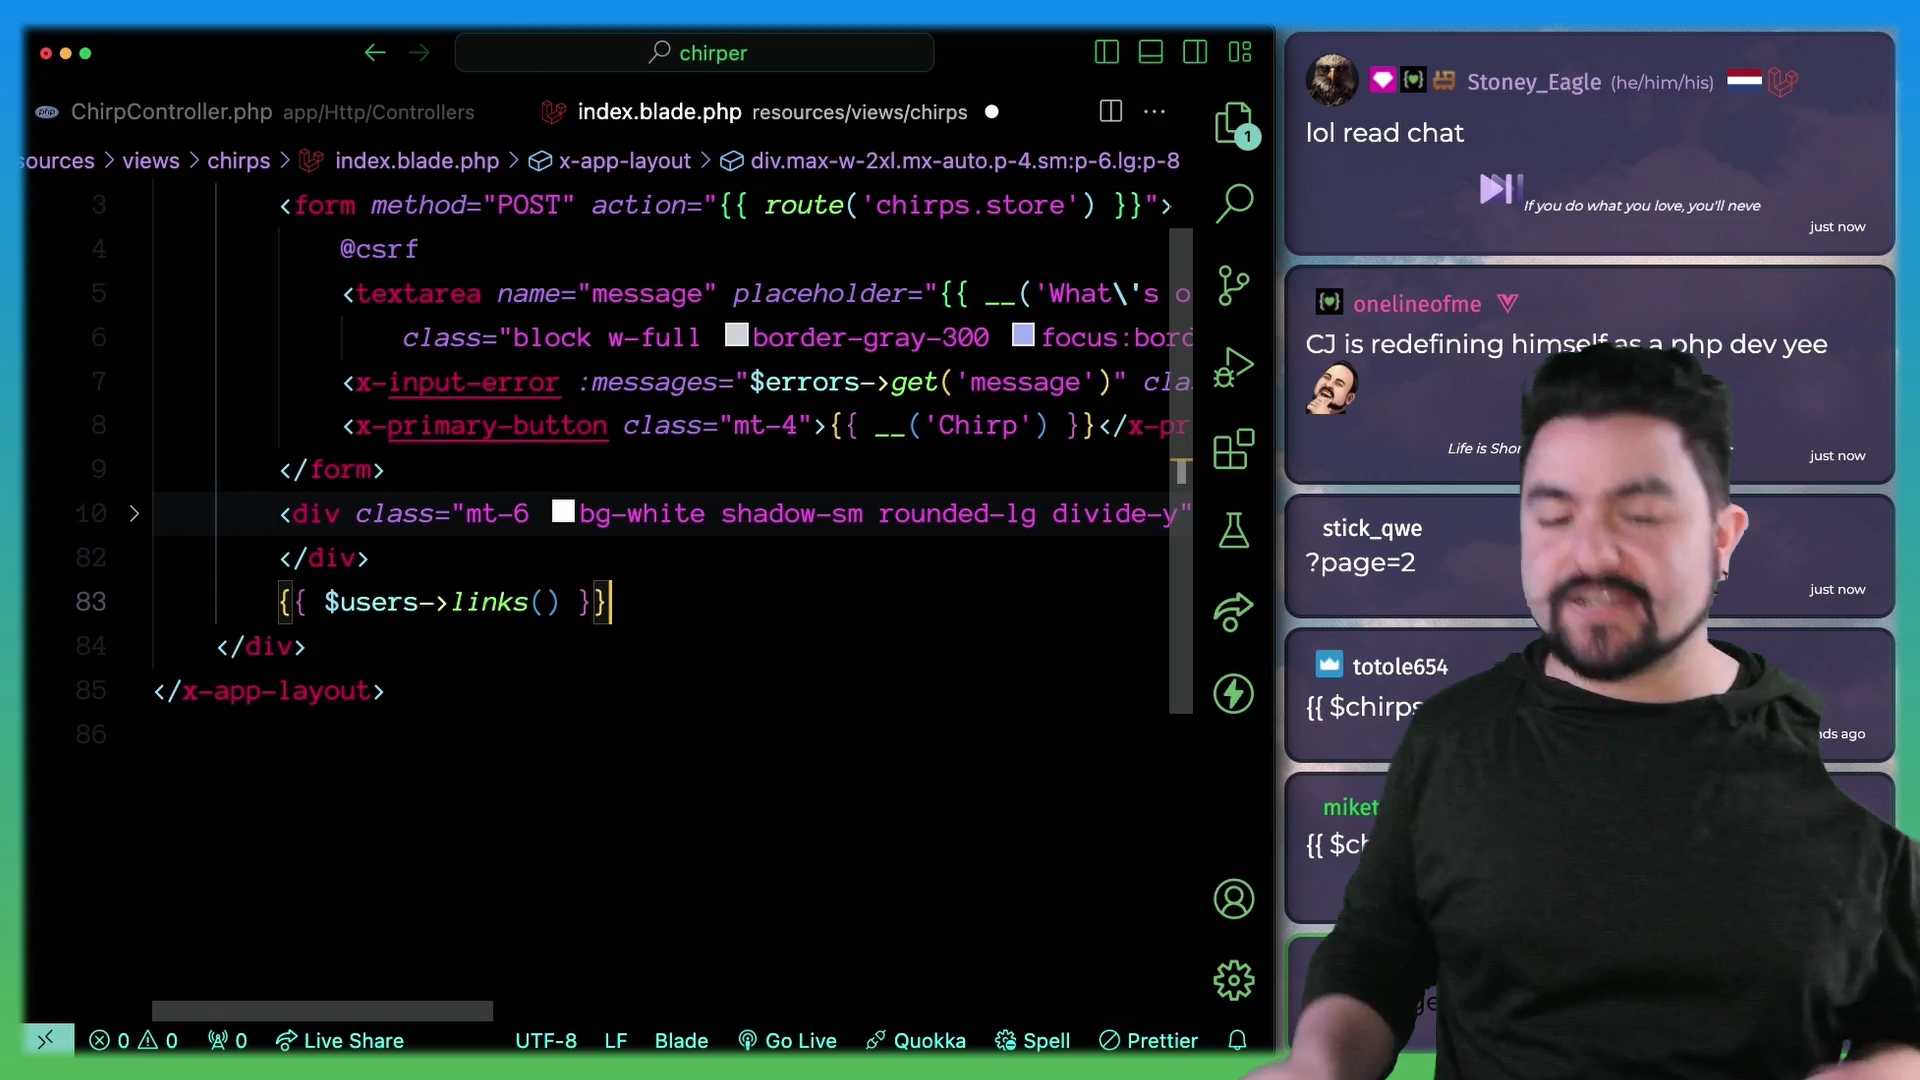 chirper
ChirpController.php app/Http/Controllers
index.blade.php resources/views/chirps
sources > views > chirps > index.blade.php > x-app-layout > div.max-w-2xl.mx-auto.p-4.sm:p-6.lg:p-8
3 <form method="POST" action="{{ route('chirps.store') }}">
4 @csrf
5 <textarea name="message" placeholder="{{ __('What\'s o
6 class="block w-full border-gray-300 focus:bord
7 <x-input-error :messages="$errors->get('message')" cla
8 <x-primary-button class="mt-4">{{ __('Chirp') }}</x-pr
9 </form>
10 <div class="mt-6 bg-white shadow-sm rounded-lg divide-y"
82 </div>
83 {{ $users->links() }}
84 </div>
85 </x-app-layout>
86
1
0 0 0 Live Share UTF-8 LF Blade Go Live Quokka Spell Prettier
Stoney_Eagle (he/him/his)
lol read chat
If you do what you love, you'll neve
just now
onelineofme
CJ is redefining himself as a php dev yee
Life is Shor
just now
stick_qwe
?page=2
just now
totole654
{{ $chirps
nds ago
miket
{{ $ch